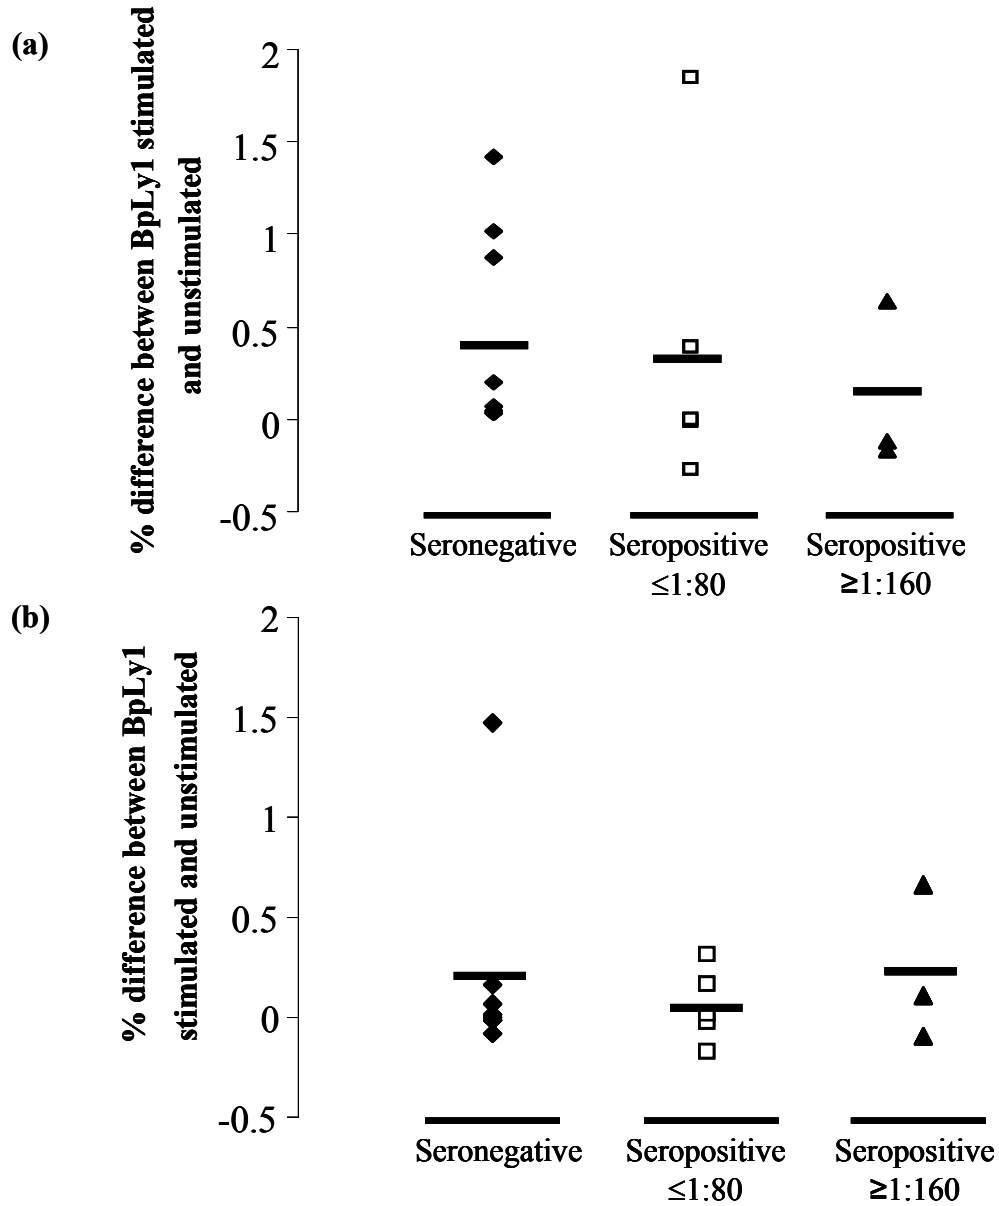 (a)
% difference between BpLy1 stimulated
and unstimulated
2
1.5
1
0.5
0
-0.5
Seronegative
Seropositive
≤1:80
Seropositive
≥1:160
(b)
% difference between BpLy1
stimulated and unstimulated
2
1.5
1
0.5
0
-0.5
Seronegative
Seropositive
≤1:80
Seropositive
≥1:160